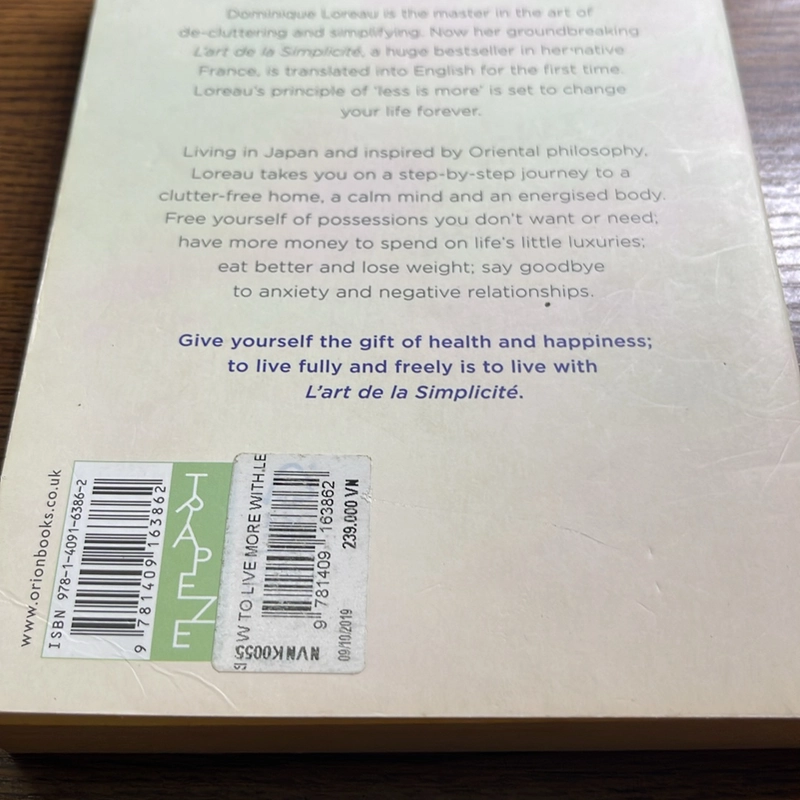 Dominique Loreau is the master in the art of
de-cluttering and simplifying. Now her groundbreaking
L'art de la Simplicité, a huge bestseller in her native
France, is translated into English for the first time.
Loreau's principle of 'less is more' is set to change
your life forever.
Living in Japan and inspired by Oriental philosophy,
Loreau takes you on a step-by-step journey to a
clutter-free home, a calm mind and an energised body.
Free yourself of possessions you don't want or need;
have more money to spend on life's little luxuries;
eat better and lose weight; say goodbye
to anxiety and negative relationships.
Give yourself the gift of health and happiness;
to live fully and freely is to live with
L'art de la Simplicité.
www.orionbooks.co.uk
ISBN 978-1-4091-6386-2
9 781409 163862
TRAPEZE
W TO LIVE MORE WITH LE
9 781409 163862
239,000 VN
NVNK0055
09/10/2019